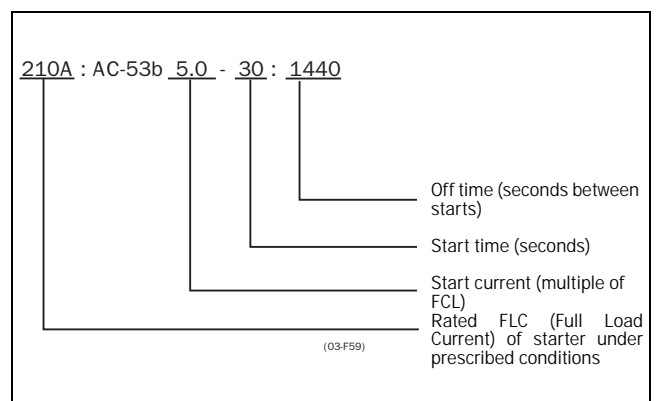 210A : AC-53b 5.0 - 30 : 1440
Off time (seconds between
starts)
Start time (seconds)
Start current (multiple of
FCL)
Rated FLC (Full Load
Current) of starter under
prescribed conditions
(03-F59)